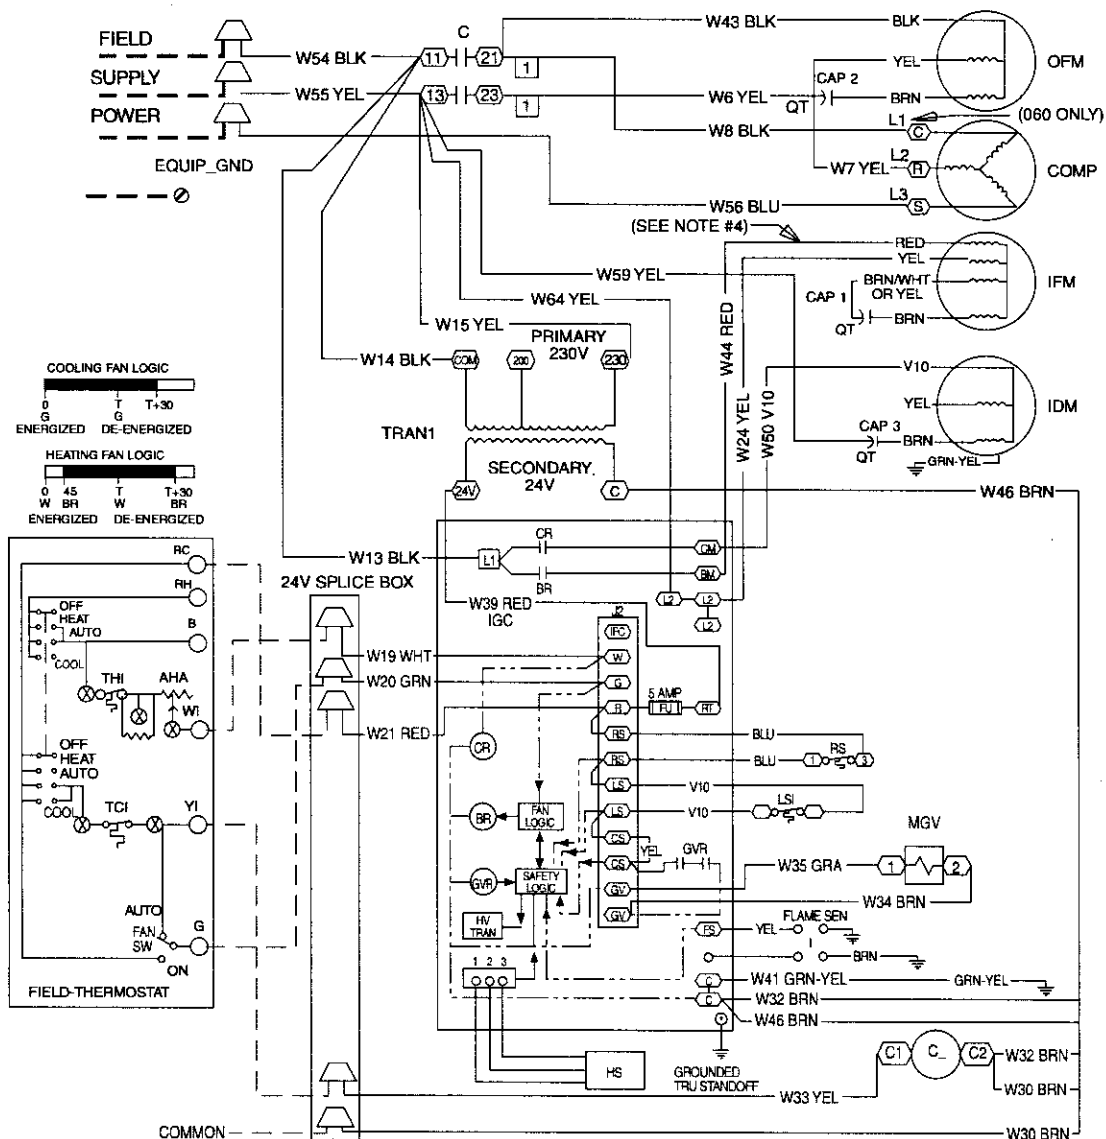 FIELD
SUPPLY
POWER
EQUIP_GND
W54 BLK
W55 YEL
11
C
21
1
13
23
1
W43 BLK
BLK
YEL
OFM
CAP 2
W6 YEL
QT
BRN
W8 BLK
L1
C
(060 ONLY)
L2
W7 YEL
R
COMP
L3
W56 BLU
S
(SEE NOTE #4)
RED
YEL
W59 YEL
BRN/WHT
OR YEL
IFM
CAP 1
QT
BRN
W64 YEL
W15 YEL
W44 RED
PRIMARY
230V
W14 BLK
COM
200
230
V10
YEL
IDM
CAP 3
QT
BRN
GRN-YEL
W24 YEL
W50 V10
TRAN1
SECONDARY
24V
24V
C
W46 BRN
COOLING FAN LOGIC
0 T T+30
G G
ENERGIZED DE-ENERGIZED
HEATING FAN LOGIC
0 45 T T+30
W BR W BR
ENERGIZED DE-ENERGIZED
RC
RH
OFF
HEAT
AUTO
B
COOL
THI
AHA
WI
OFF
HEAT
AUTO
COOL
TCI
YI
AUTO
FAN
SW
G
ON
FIELD-THERMOSTAT
24V SPLICE BOX
W13 BLK
L1
CR
CM
BR
BM
W39 RED
IGC
L2
L2
L2
J2
IFC
W19 WHT
W
W20 GRN
G
5 AMP
W21 RED
R
FU
RT
RS
BLU
CR
RS
BLU
1
RS
3
LS
V10
LS
V10
LSI
BR
FAN
LOGIC
CS
YEL
GVR
CS
MGV
GVR
SAFETY
LOGIC
W35 GRA
1
2
GV
W34 BRN
GV
HV
TRAN
FLAME SEN
FS
YEL
I
BRN
1 2 3
C
W41 GRN-YEL
GRN-YEL
C
W32 BRN
W46 BRN
HS
GROUNDED
TRU STANDOFF
C1
C_
C2
W32 BRN
W33 YEL
W30 BRN
COMMON
W30 BRN